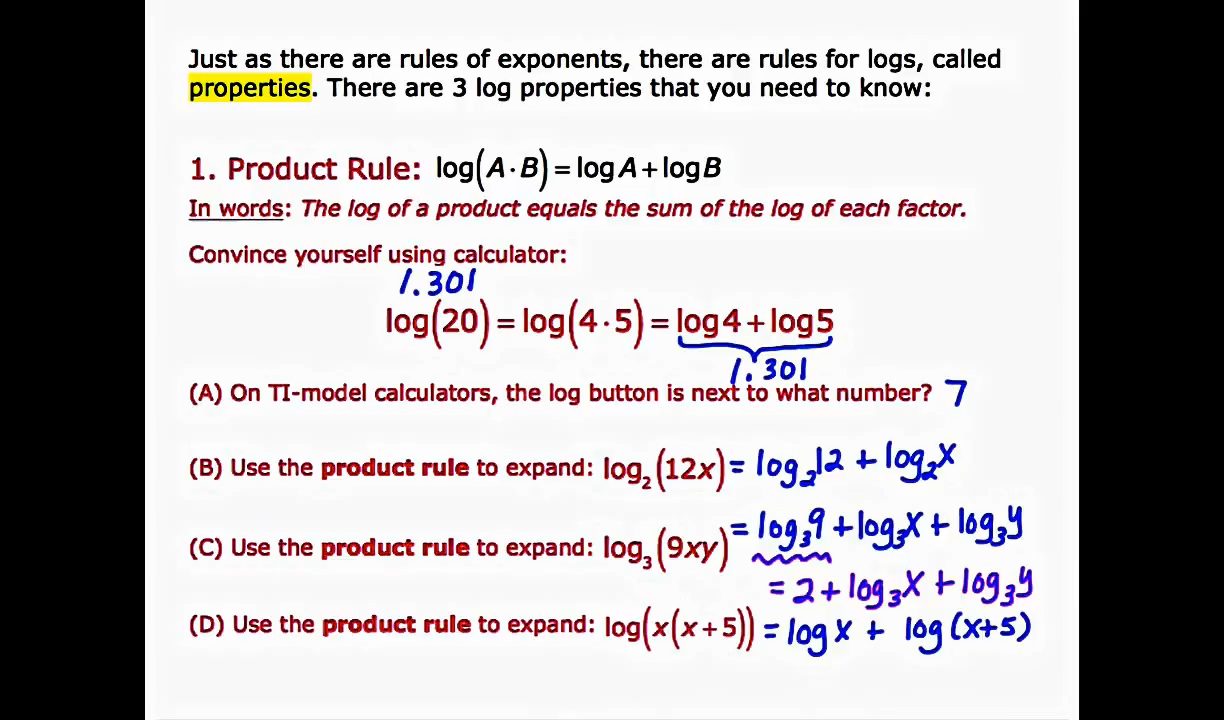 Just as there are rules of exponents, there are rules for logs, called
properties. There are 3 log properties that you need to know:
1. Product Rule: log(A·B)=logA+logB
In words: The log of a product equals the sum of the log of each factor.
Convince yourself using calculator:
1.301
log(20)=log(4·5)=log4+log5
1.301
(A) On TI-model calculators, the log button is next to what number? 7
(B) Use the product rule to expand: log₂(12x) = log₂12 + log₂x
(C) Use the product rule to expand: log₃(9xy) = log₃9 + log₃x + log₃y
= 2 + log₃x + log₃y
(D) Use the product rule to expand: log(x(x+5)) = logx + log(x+5)